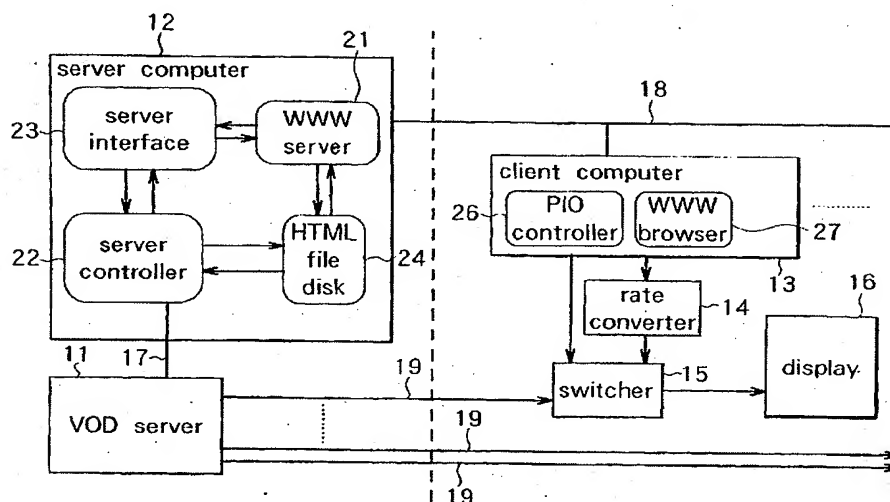 12
21
server computer
23
server
interface
WWW
server
18
client computer
26
PIO
controller
WWW
browser
27
22
server
controller
HTML
file
disk
24
13
16
rate
converter
14
17
11
19
switcher
15
display
VOD server
19
19